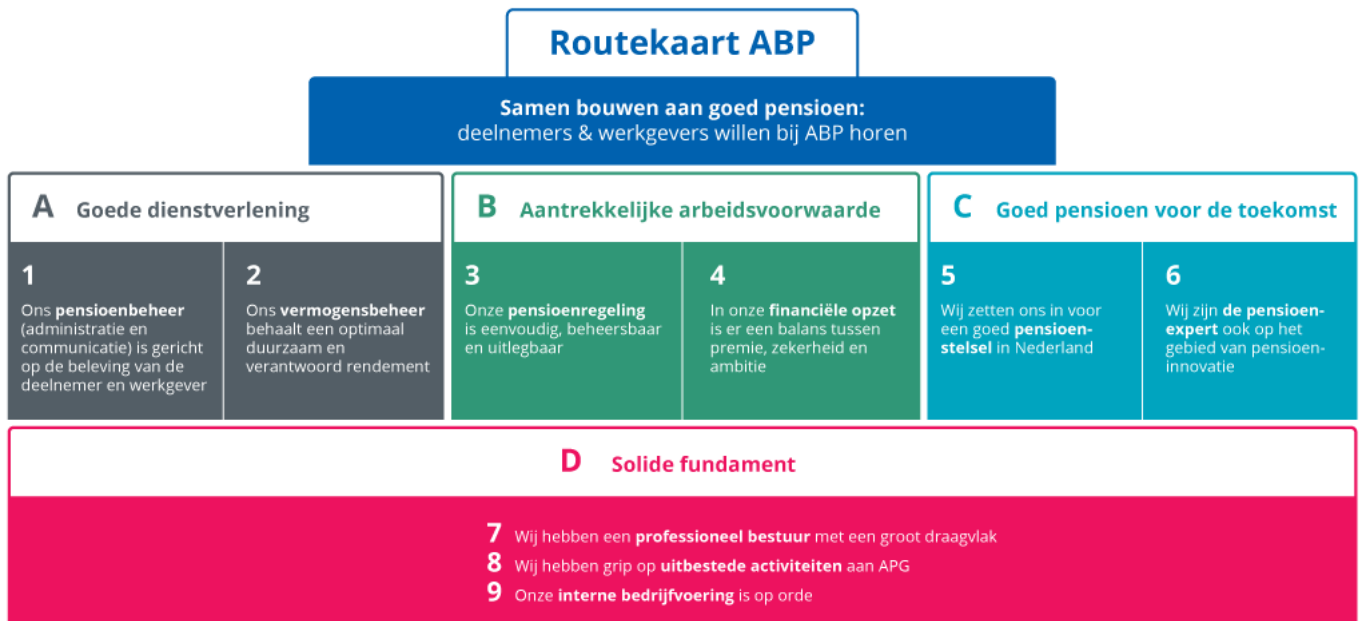 Routekaart ABP
Samen bouwen aan goed pensioen:
deelnemers & werkgevers willen bij ABP horen
A Goede dienstverlening
1
Ons pensioenbeheer
(administratie en
communicatie) is gericht
op de beleving van de
deelnemer en werkgever
2
Ons vermogensbeheer
behaalt een optimaal
duurzaam en
verantwoord rendement
B Aantrekkelijke arbeidsvoorwaarde
3
Onze pensioenregeling
is eenvoudig, beheersbaar
en uitlegbaar
4
In onze financiële opzet
is er een balans tussen
premie, zekerheid en
ambitie
C Goed pensioen voor de toekomst
5
Wij zetten ons in voor
een goed pensioen-
stelsel in Nederland
6
Wij zijn de pensioen-
expert ook op het
gebied van pensioen-
innovatie
D Solide fundament
7 Wij hebben een professioneel bestuur met een groot draagvlak
8 Wij hebben grip op uitbestede activiteiten aan APG
9 Onze interne bedrijfvoering is op orde